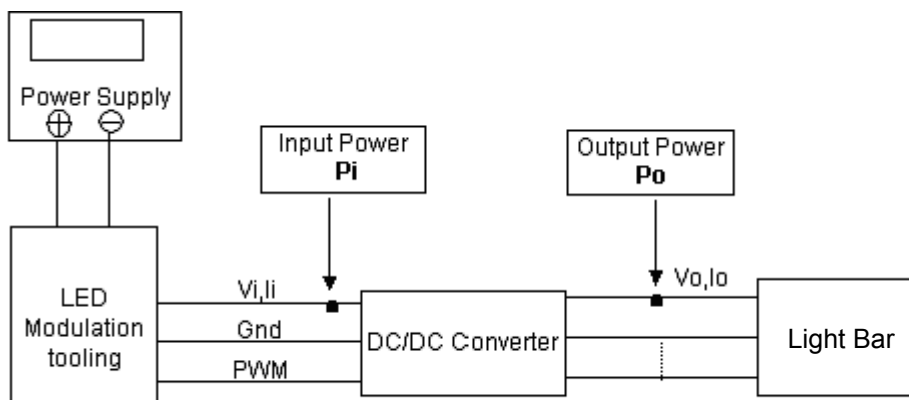 Power Supply
Input Power
Pi
Output Power
Po
LED
Modulation
tooling
Vi,Ii
Gnd
PWM
DC/DC Converter
Vo,Io
Light Bar